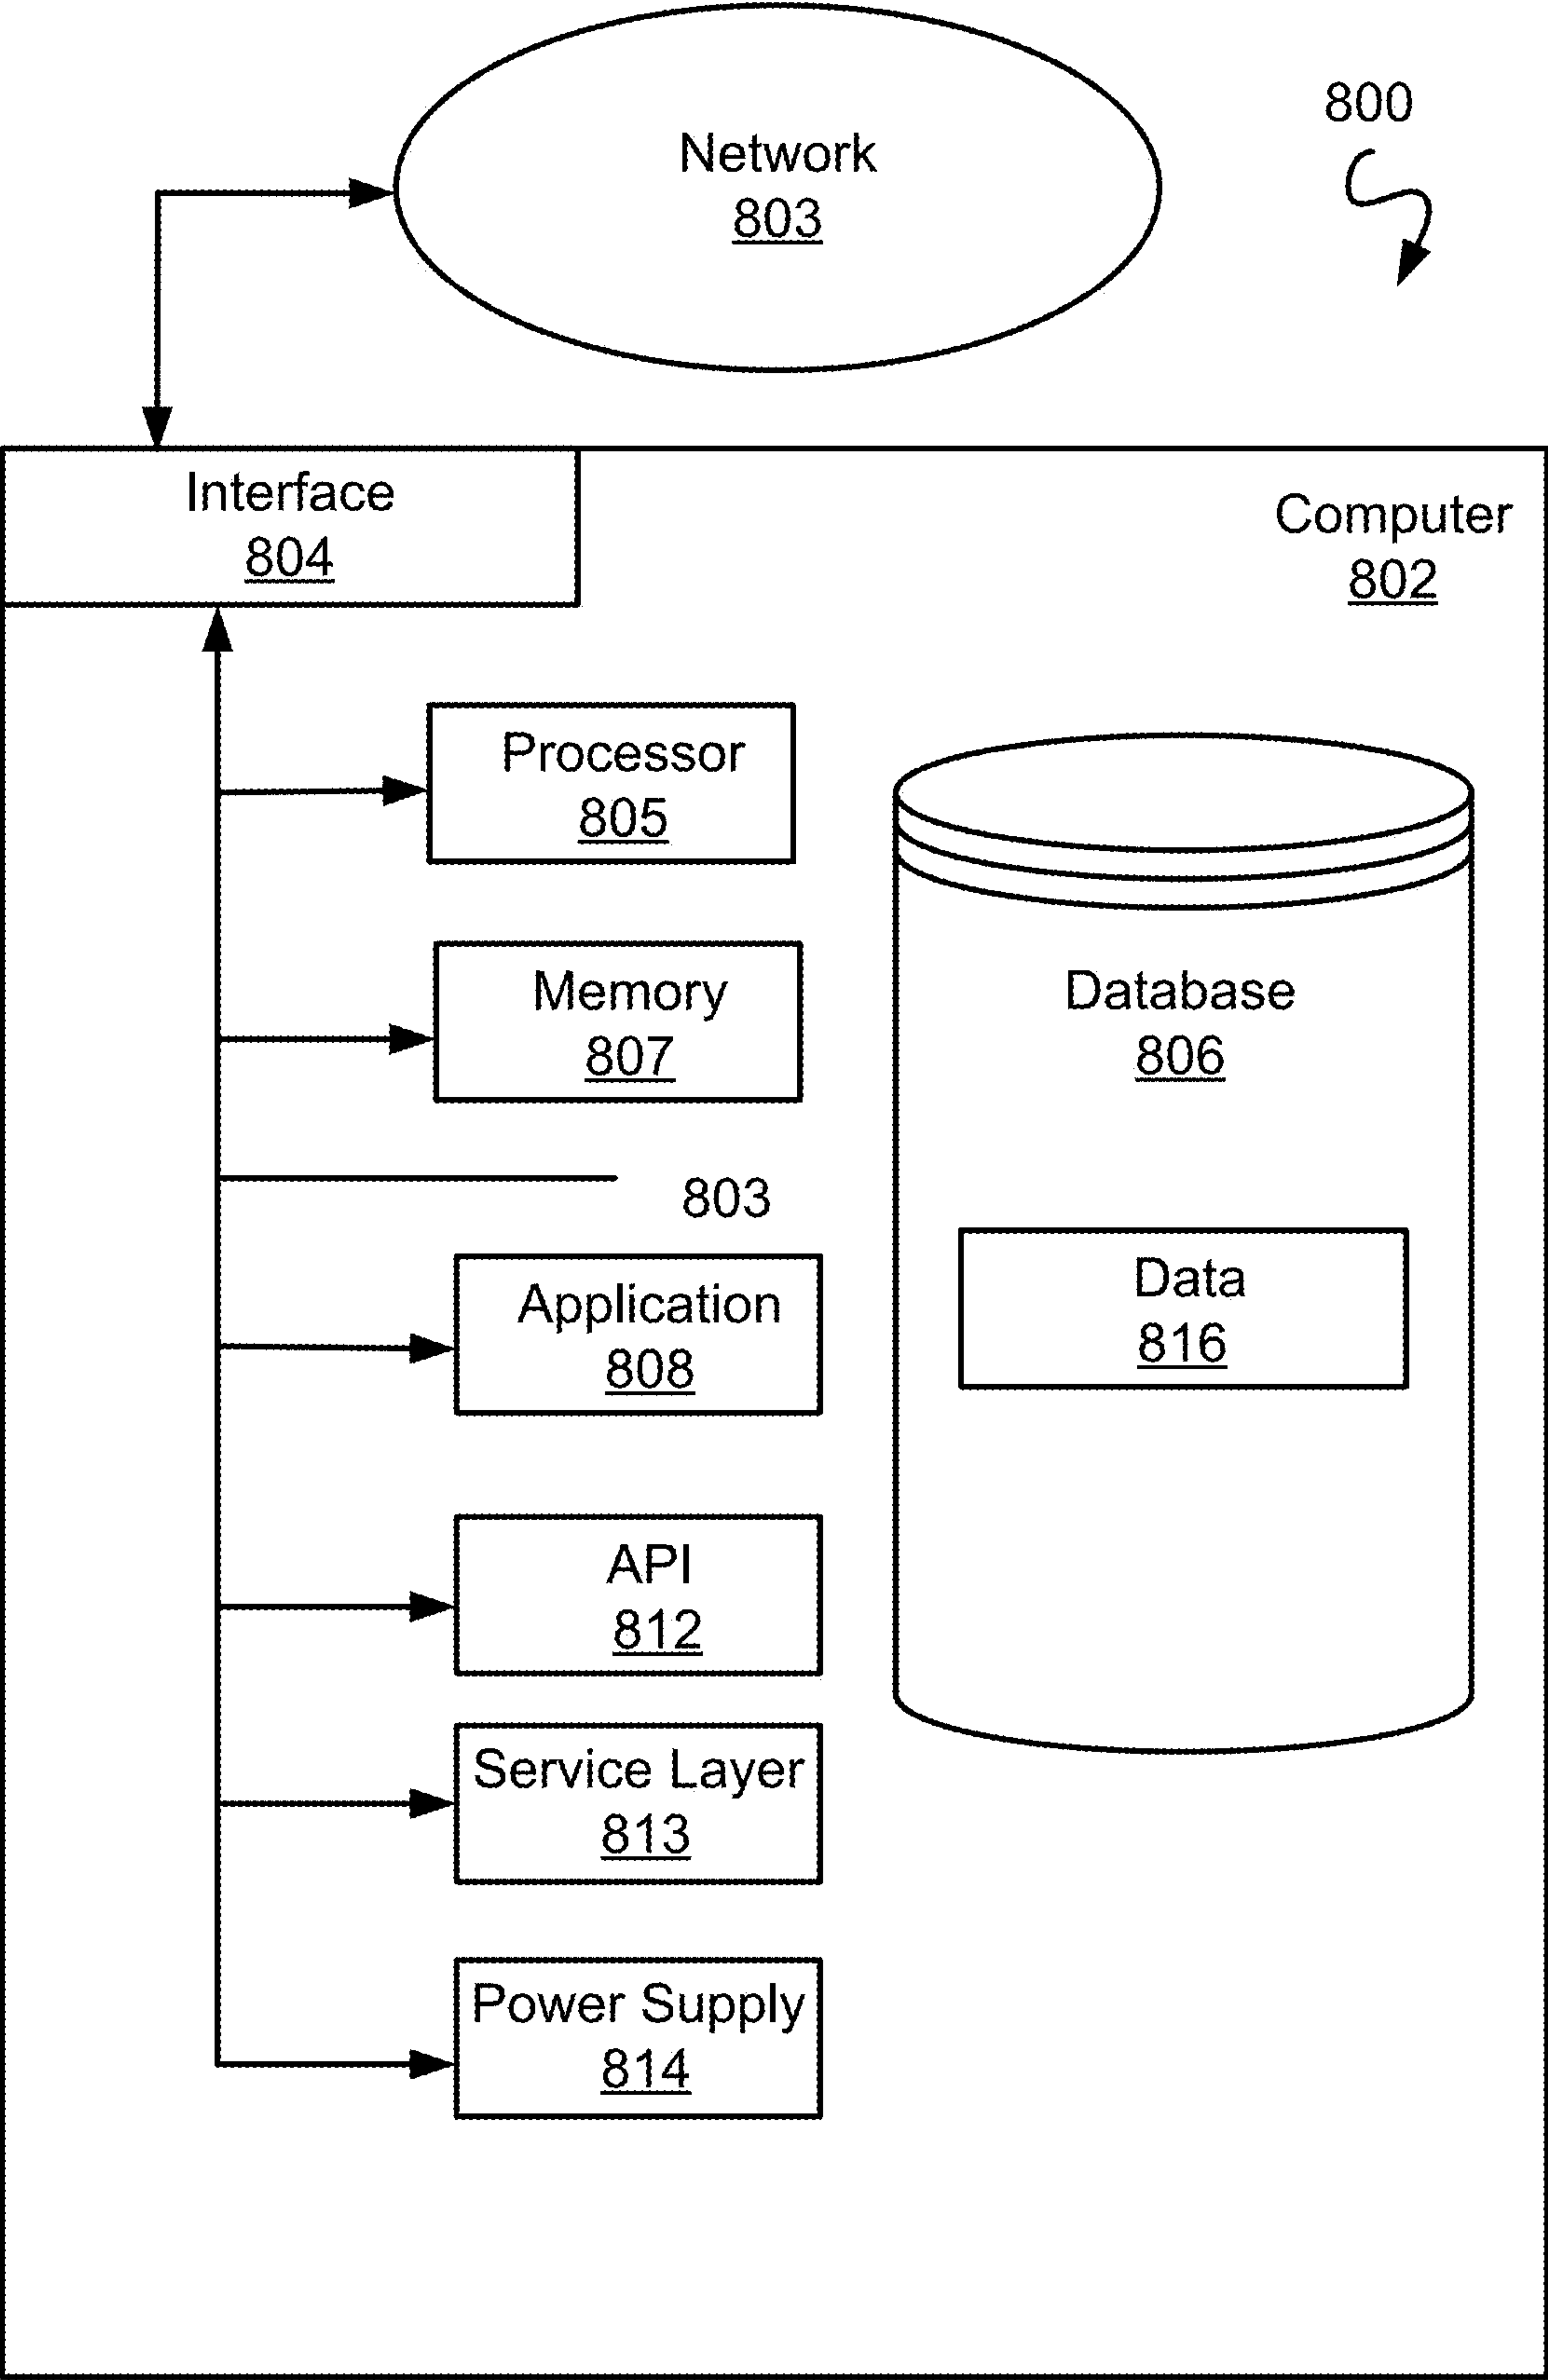 Network
803
800
Interface
804
Computer
802
Processor
805
Memory
807
Database
806
803
Application
808
Data
816
API
812
Service Layer
813
Power Supply
814